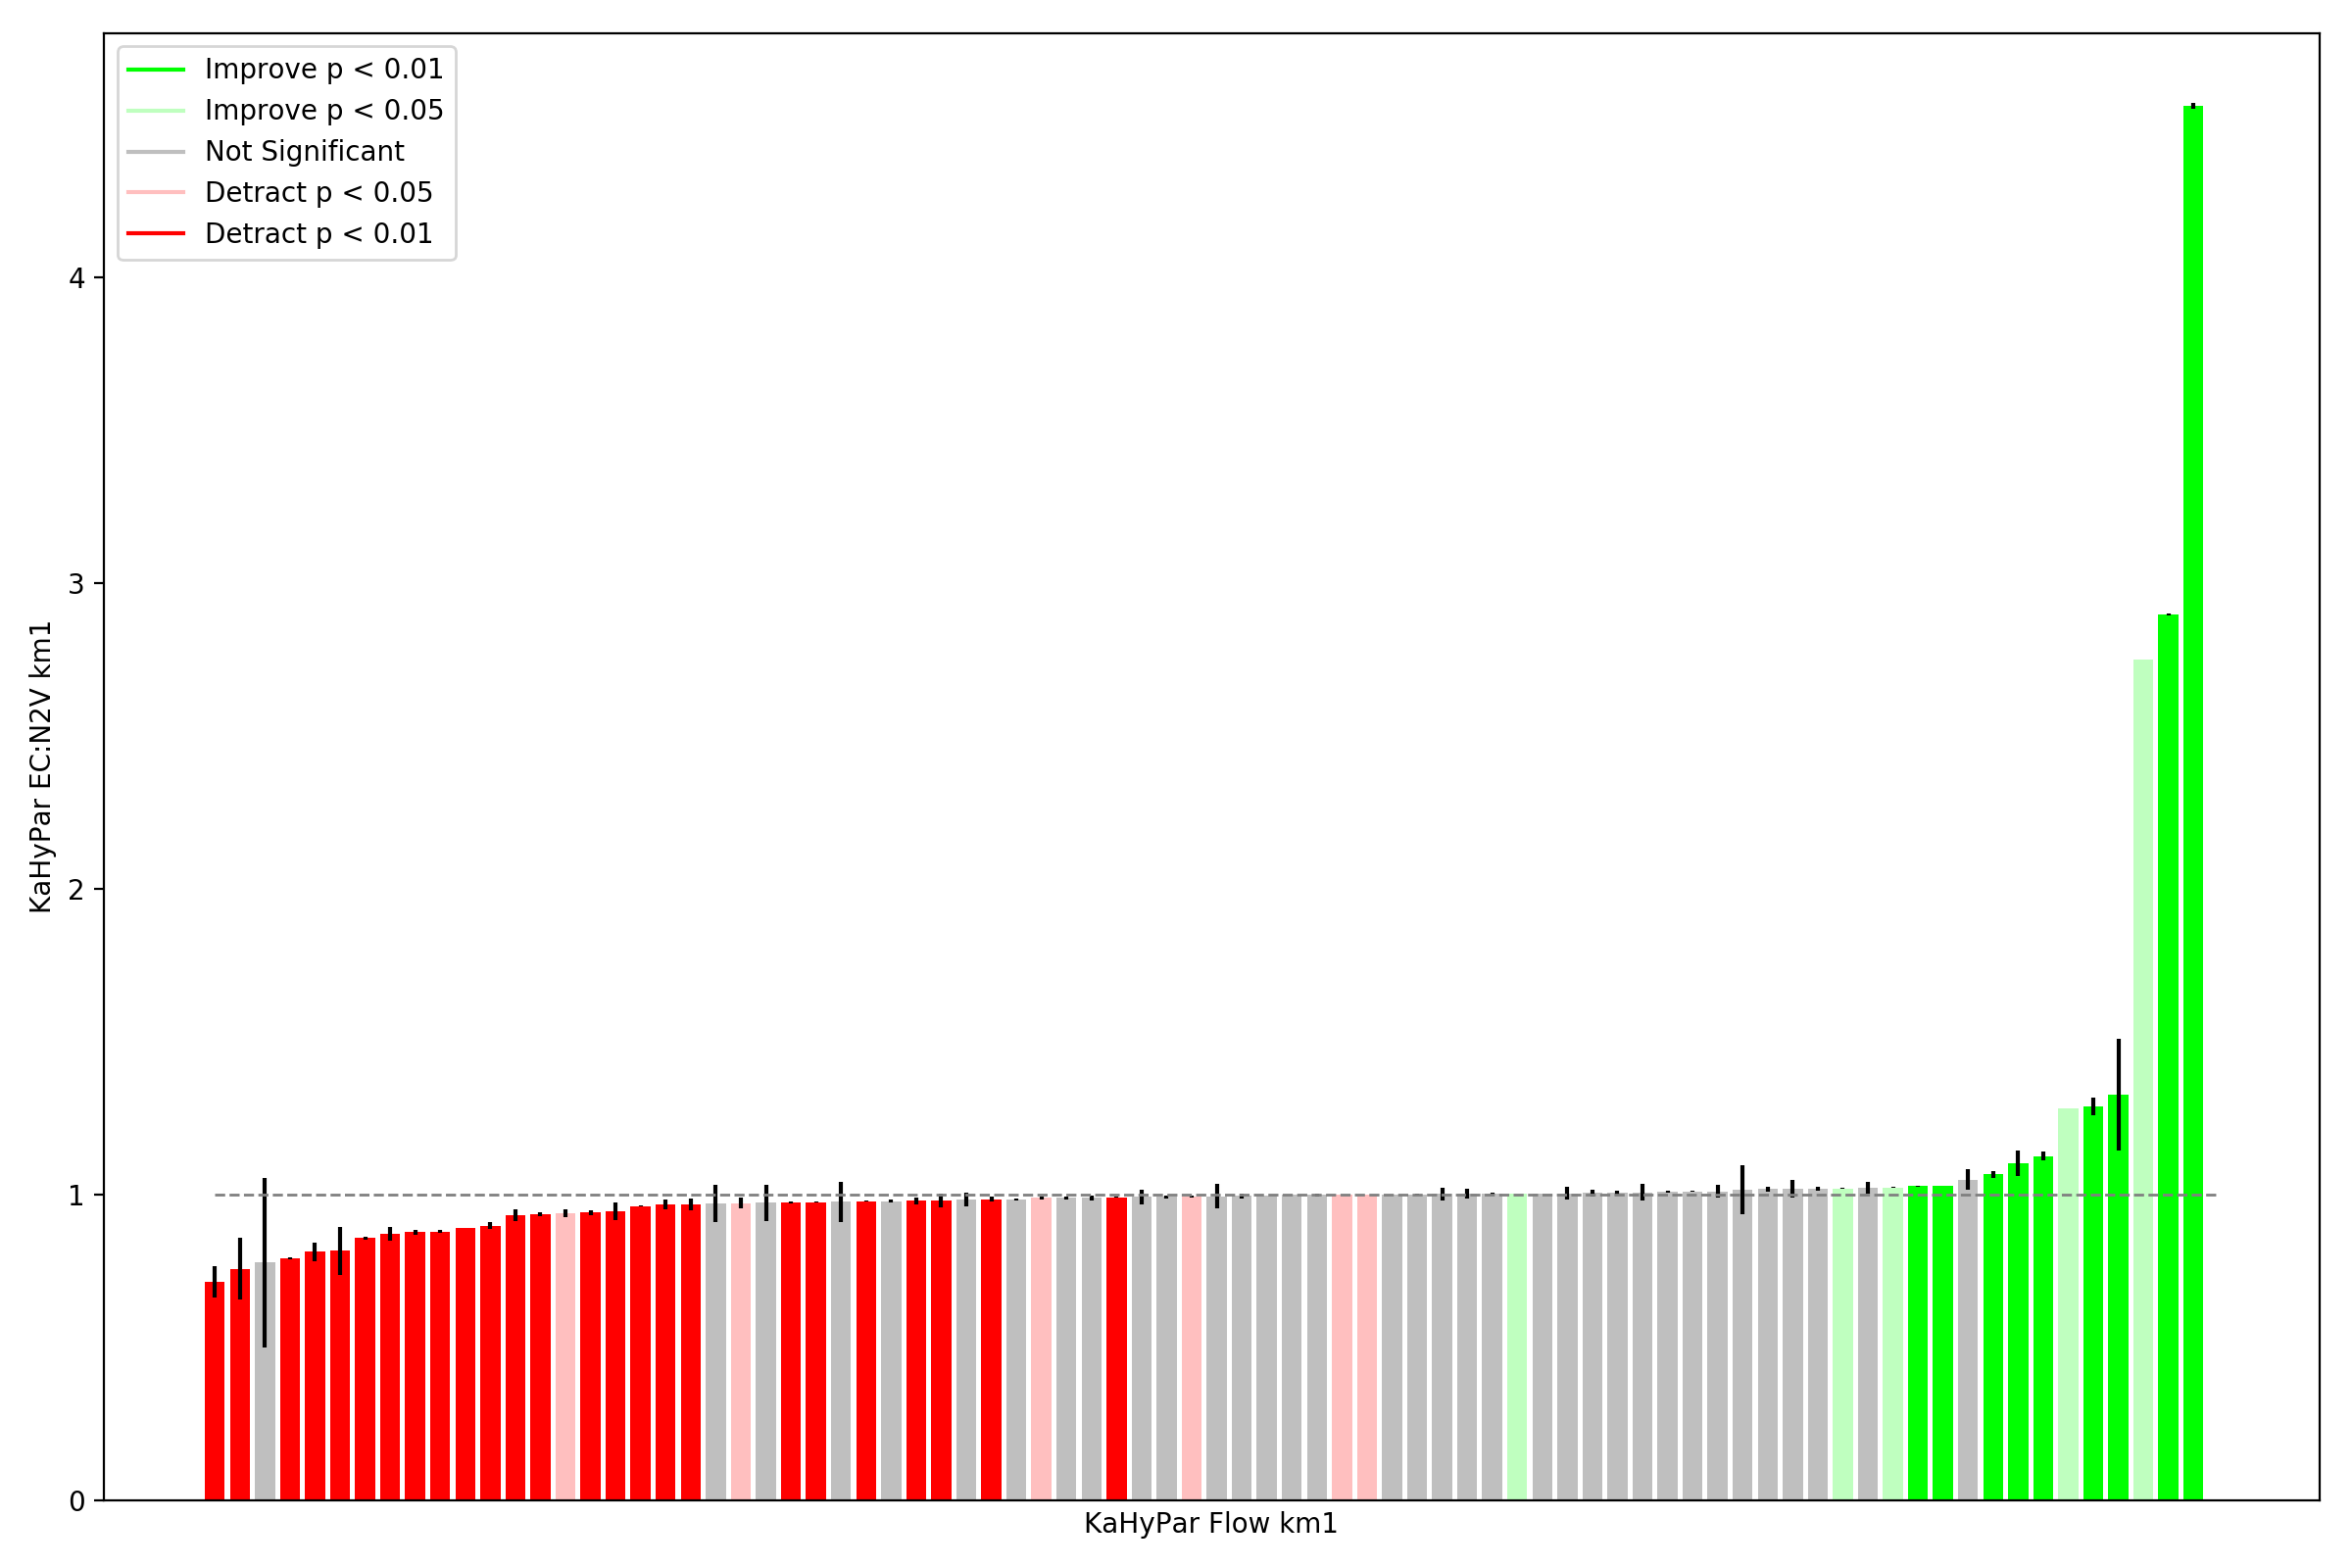 Improve p < 0.01
Improve p < 0.05
Not Significant
Detract p < 0.05
Detract p < 0.01
4
3
2
1
0
KaHyPar EC:N2V km1
KaHyPar Flow km1